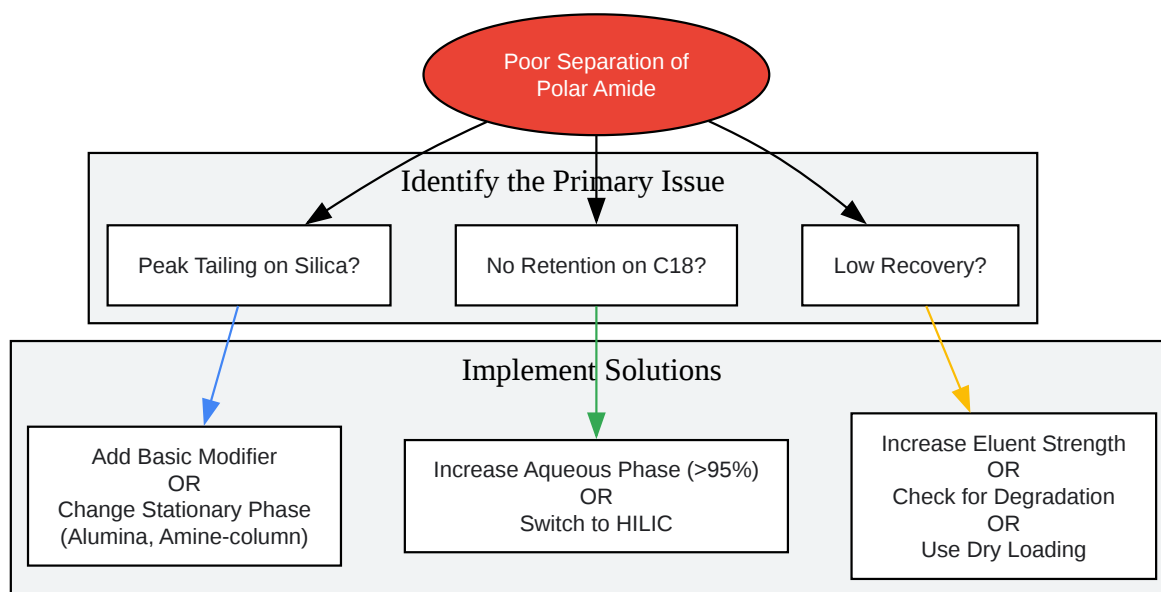 Poor Separation of
Polar Amide
Identify the Primary Issue
Peak Tailing on Silica?
No Retention on C18?
Low Recovery?
Implement Solutions
Add Basic Modifier
OR
Change Stationary Phase
(Alumina, Amine-column)
Increase Aqueous Phase (>95%)
OR
Switch to HILIC
Increase Eluent Strength
OR
Check for Degradation
OR
Use Dry Loading